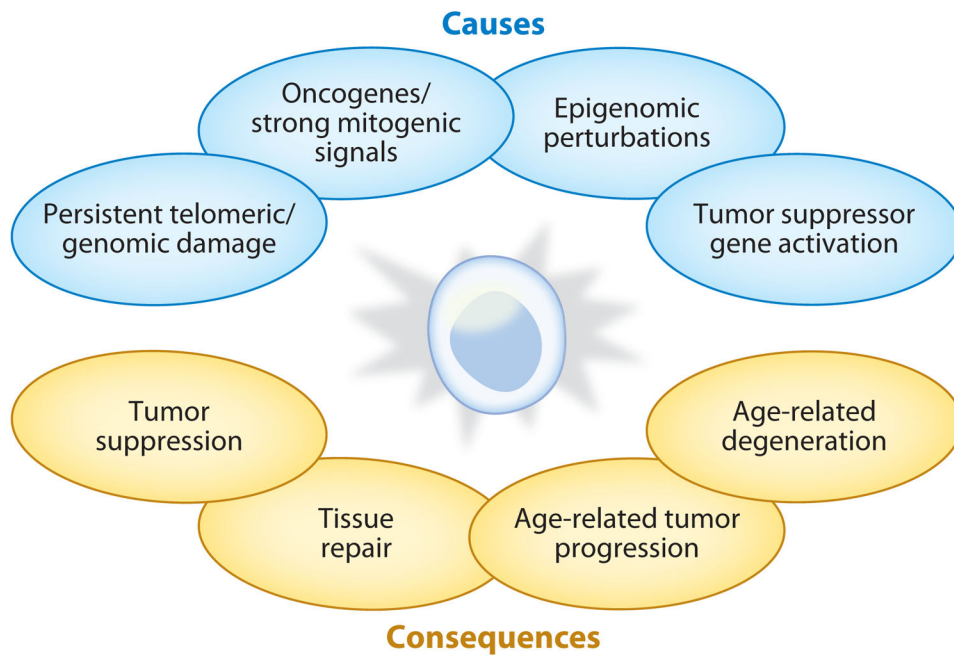 Causes
Oncogenes/
strong mitogenic
signals
Epigenomic
perturbations
Persistent telomeric/
genomic damage
Tumor suppressor
gene activation
Tumor
suppression
Age-related
degeneration
Tissue
repair
Age-related tumor
progression
Consequences